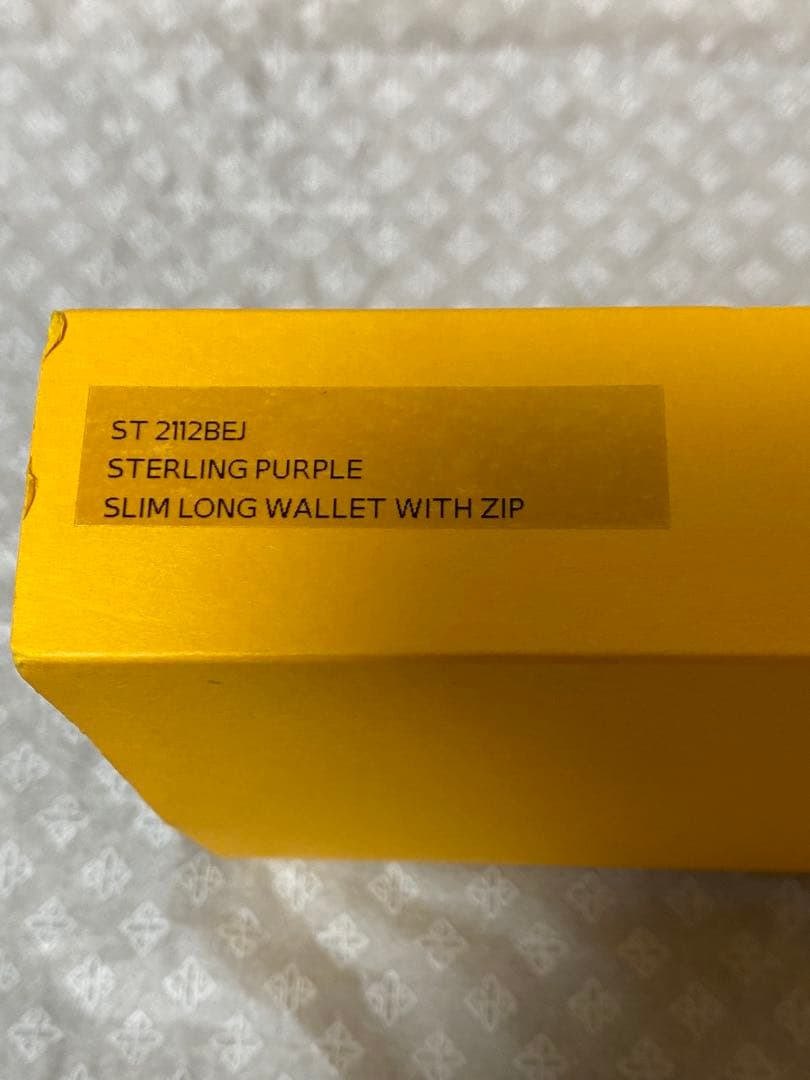 ST 2112BEJ
STERLING PURPLE
SLIM LONG WALLET WITH ZIP